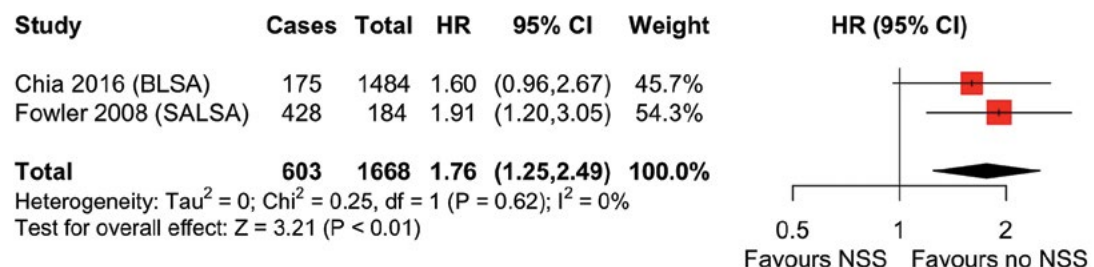 Study Cases Total HR 95% CI Weight HR (95% CI)
Chia 2016 (BLSA) 175 1484 1.60 (0.96,2.67) 45.7%
Fowler 2008 (SALSA) 428 184 1.91 (1.20,3.05) 54.3%
Total 603 1668 1.76 (1.25,2.49) 100.0%
Heterogeneity: Tau² = 0; Chi² = 0.25, df = 1 (P = 0.62); I² = 0%
Test for overall effect: Z = 3.21 (P < 0.01)
0.5 1 2
Favours NSS Favours no NSS